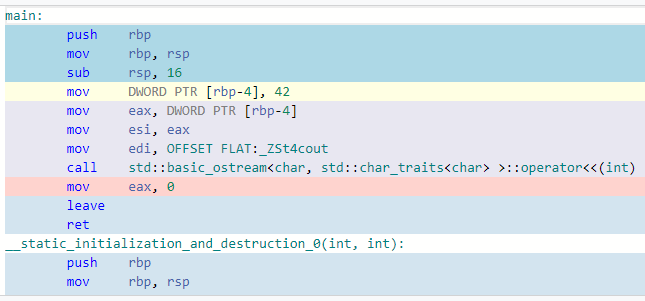 main:
push rbp
mov rbp, rsp
sub rsp, 16
mov DWORD PTR [rbp-4], 42
mov eax, DWORD PTR [rbp-4]
mov esi, eax
mov edi, OFFSET FLAT:_ZSt4cout
call std::basic_ostream<char, std::char_traits<char> >::operator<<(int)
mov eax, 0
leave
ret
__static_initialization_and_destruction_0(int, int):
push rbp
mov rbp, rsp